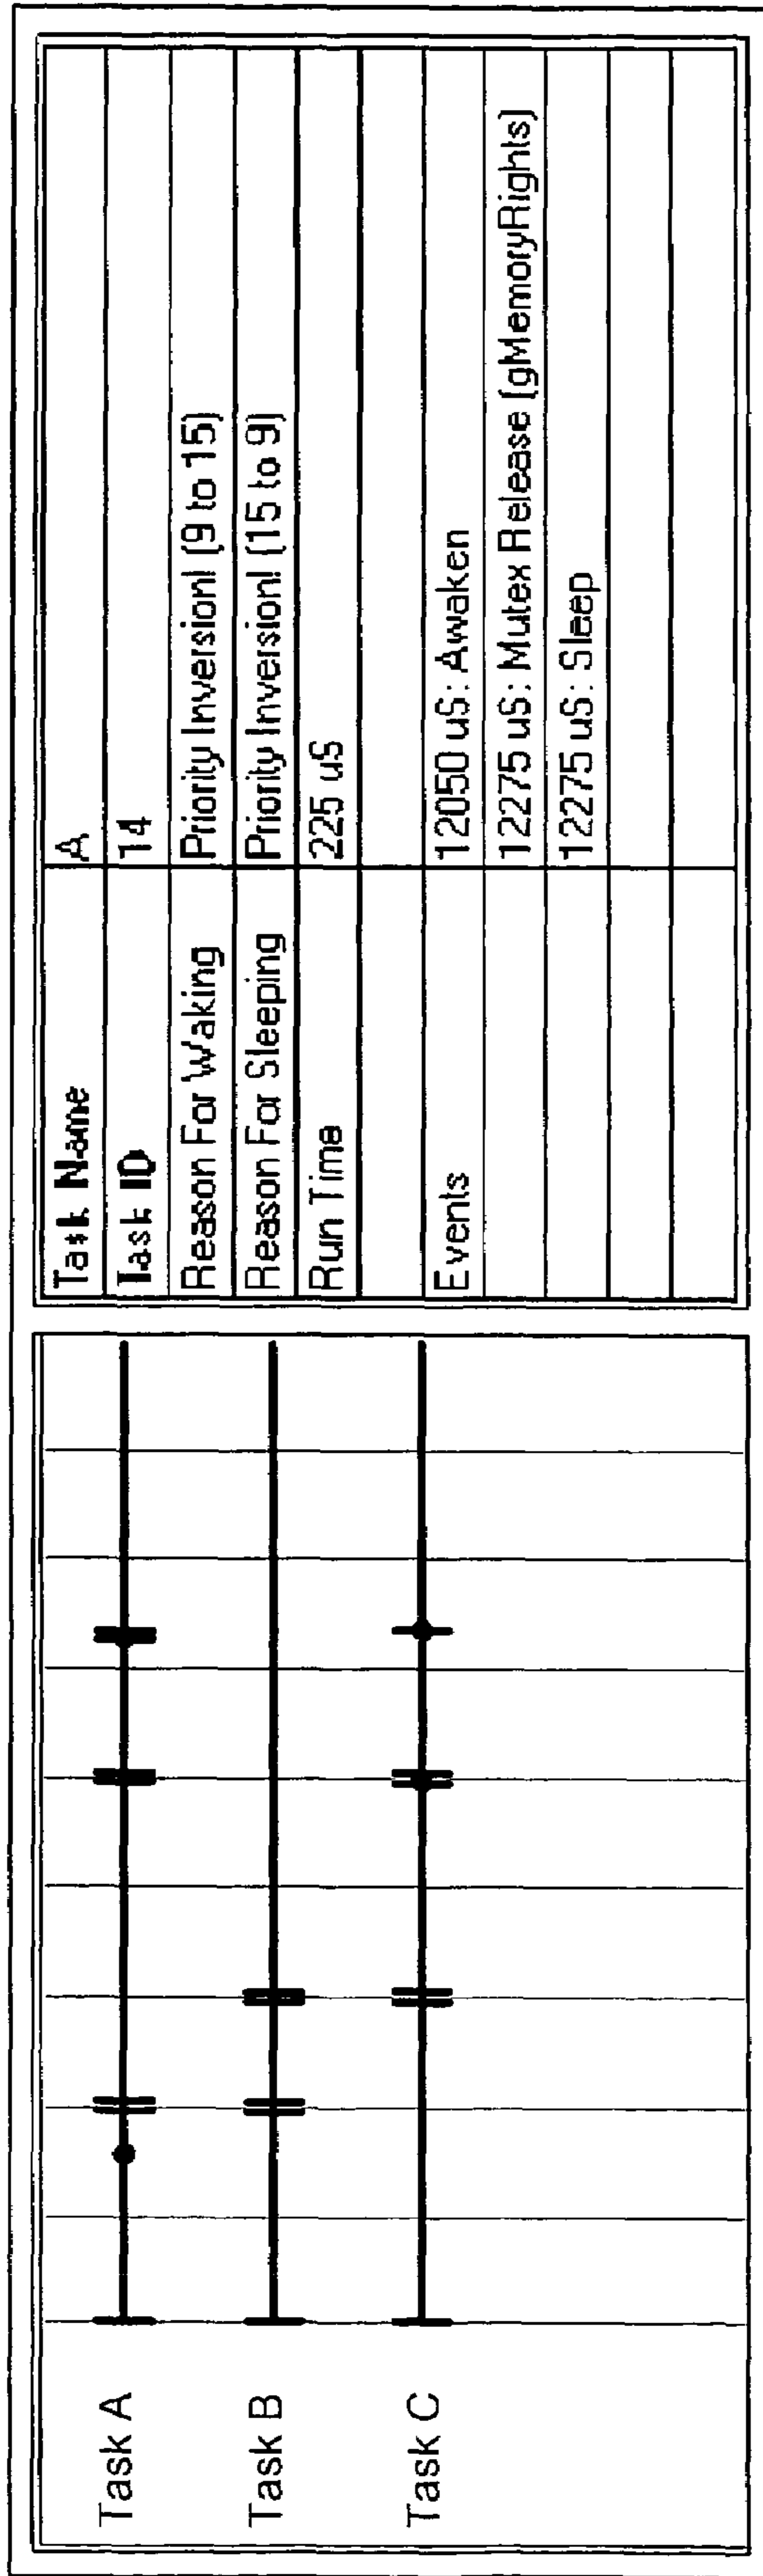 Task A
Task B
Task C
Task Name A
Task ID 14
Reason For Waking Priority Inversion! (9 to 15)
Reason For Sleeping Priority Inversion! (15 to 9)
Run Time 225 uS
Events 12050 uS: Awaken
12275 uS: Mutex Release (gMemoryRights)
12275 uS: Sleep